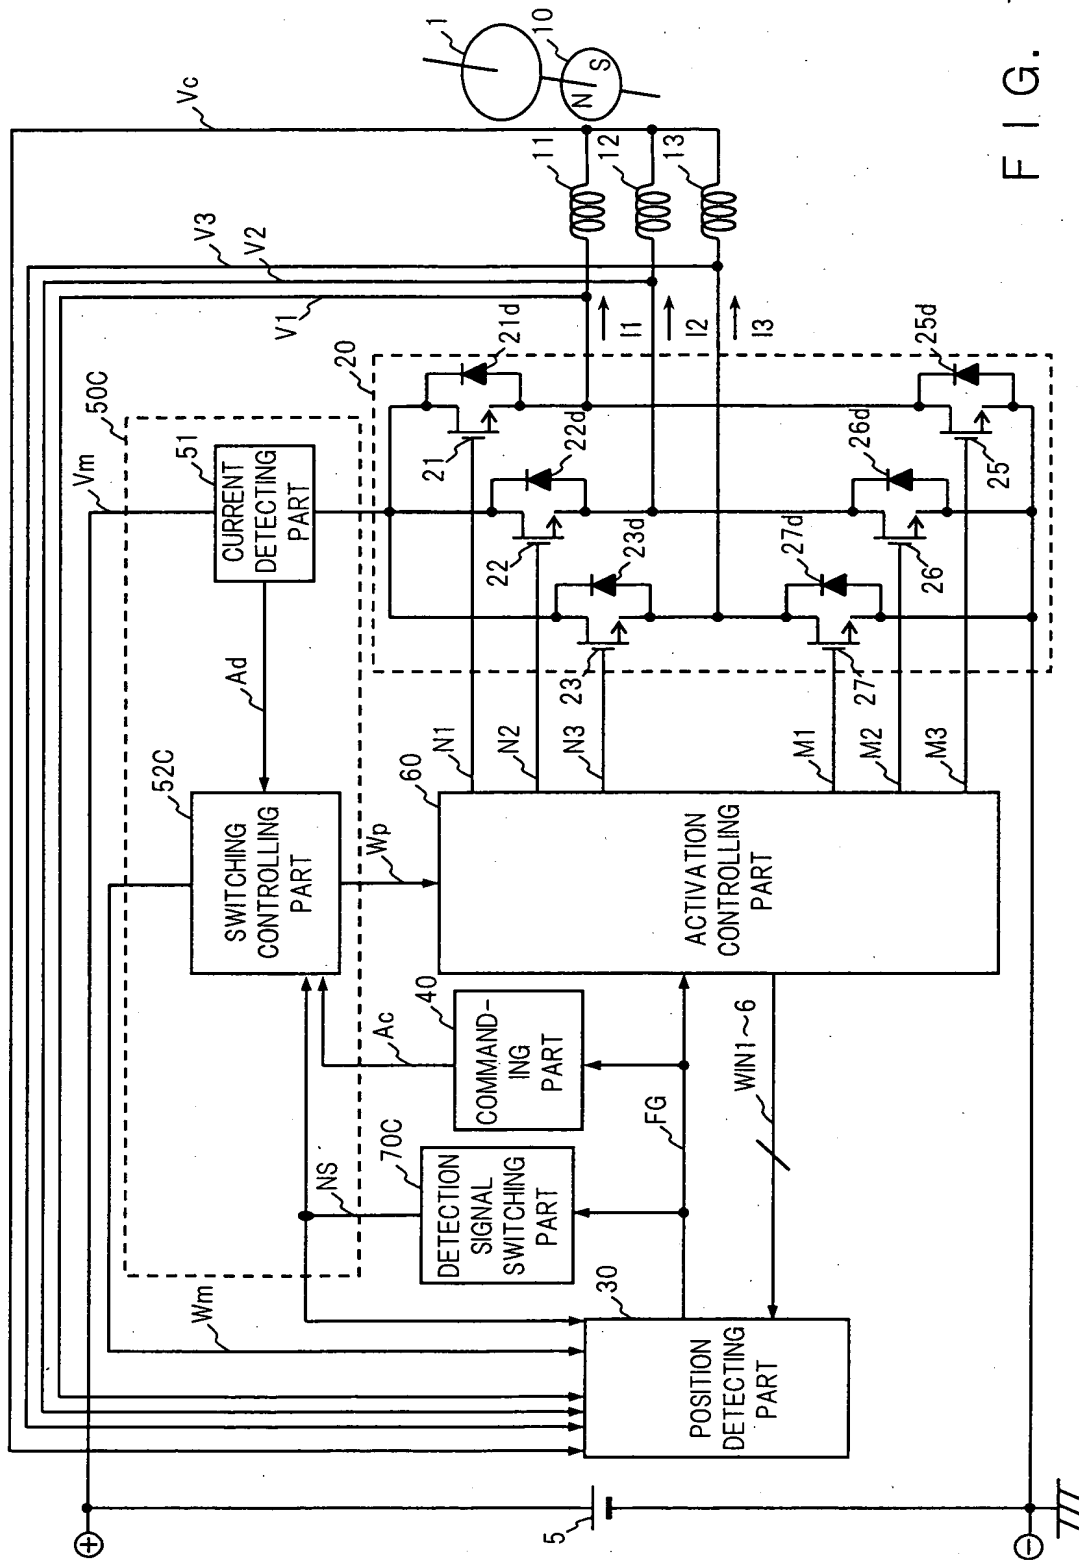 Vc
V3
V2
V1
Vm
1
10
N
S
11
12
13
I1
I2
I3
50C
51
CURRENT
DETECTING
PART
Ad
52C
SWITCHING
CONTROLLING
PART
Wp
Wm
NS
Ac
20
21
21d
22
22d
23
23d
25
25d
26
26d
27
27d
N1
N2
N3
M1
M2
M3
60
ACTIVATION
CONTROLLING
PART
40
COMMAND-
ING
PART
70C
DETECTION
SIGNAL
SWITCHING
PART
FG
WIN1~6
30
POSITION
DETECTING
PART
5
+
−
FIG.